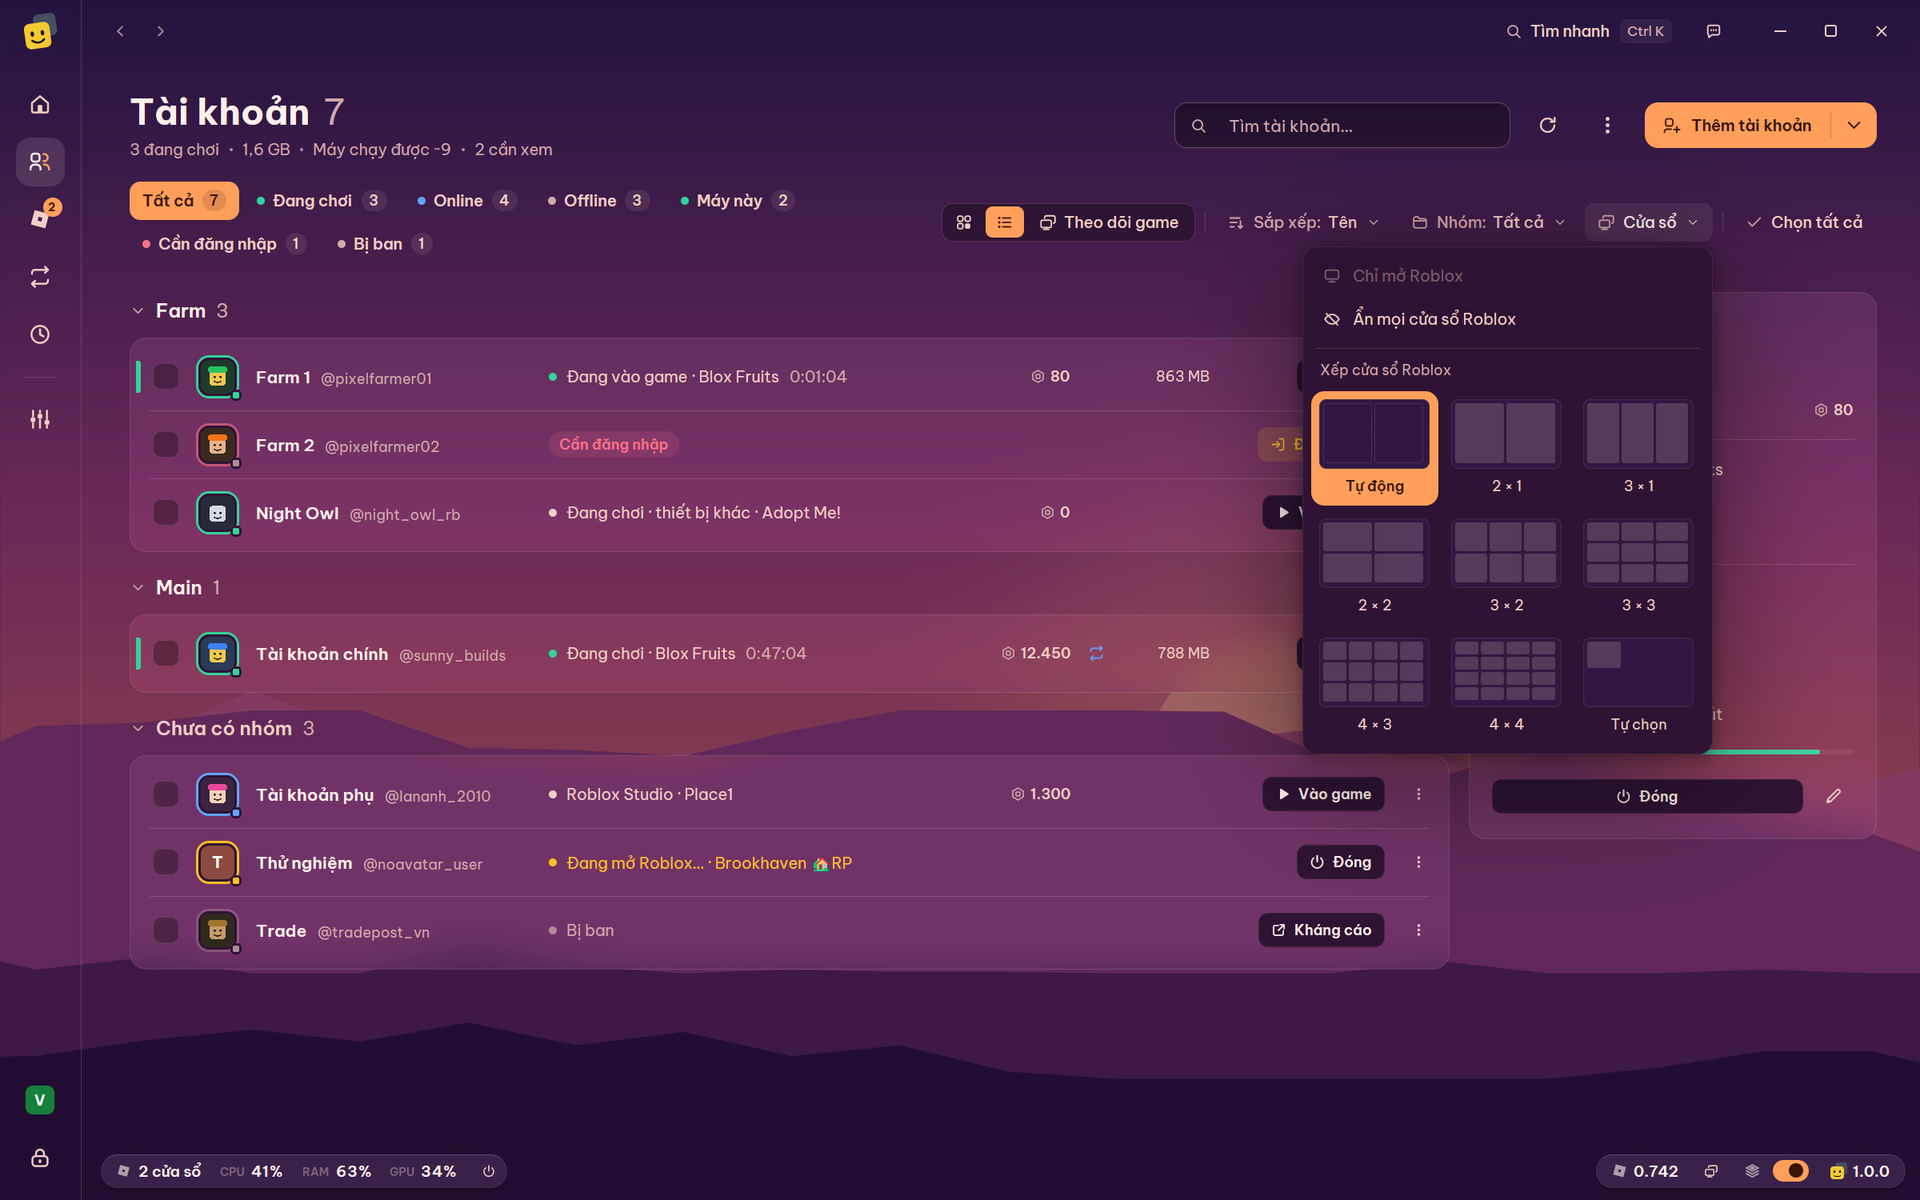 Tìm nhanh Ctrl K
Tài khoản 7
3 đang chơi • 1,6 GB • Máy chạy được ~9 • 2 cần xem
Tìm tài khoản...
Thêm tài khoản
2
Tất cả 7
Đang chơi 3
Online 4
Offline 3
Máy này 2
Cần đăng nhập 1
Bị ban 1
Theo dõi game
Sắp xếp: Tên
Nhóm: Tất cả
Cửa sổ
Chọn tất cả
Chỉ mở Roblox
Ẩn mọi cửa sổ Roblox
Xếp cửa sổ Roblox
Tự động
2 × 1
3 × 1
2 × 2
3 × 2
3 × 3
4 × 3
4 × 4
Tự chọn
Farm 3
Farm 1 @pixelfarmer01 Đang vào game · Blox Fruits 0:01:04 80 863 MB
Farm 2 @pixelfarmer02 Cần đăng nhập
Night Owl @night_owl_rb Đang chơi · thiết bị khác · Adopt Me! 0
Main 1
Tài khoản chính @sunny_builds Đang chơi · Blox Fruits 0:47:04 12.450 788 MB
Chưa có nhóm 3
Tài khoản phụ @lananh_2010 Roblox Studio · Place1 1.300 Vào game
T Thử nghiệm @noavatar_user Đang mở Roblox... · Brookhaven 🏡RP Đóng
Trade @tradepost_vn Bị ban Kháng cáo
80
Đóng
V
2 cửa sổ CPU 41% RAM 63% GPU 34%
0.742
1.0.0